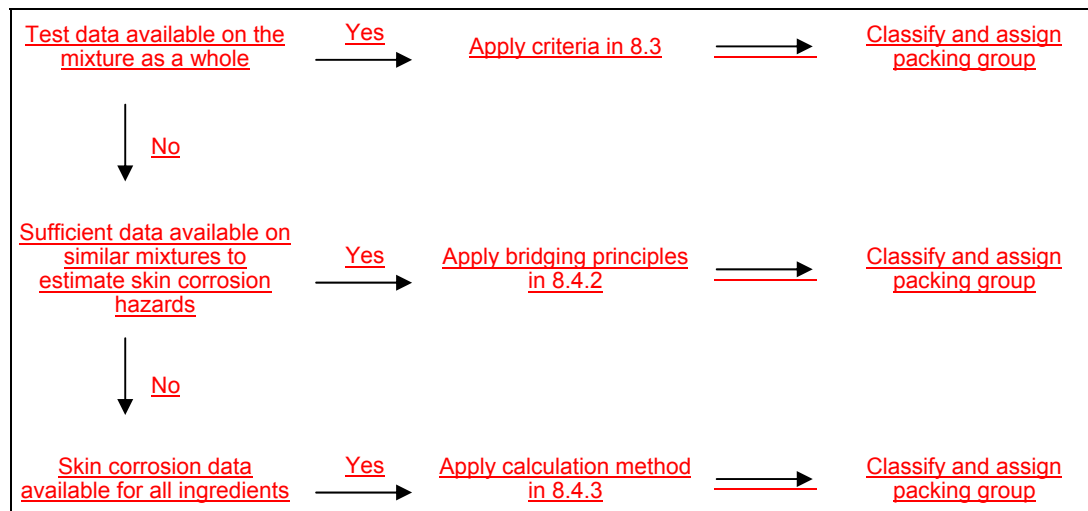 Test data available on the
mixture as a whole
Yes
Apply criteria in 8.3
Classify and assign
packing group
No
Sufficient data available on
similar mixtures to
estimate skin corrosion
hazards
Yes
Apply bridging principles
in 8.4.2
Classify and assign
packing group
No
Skin corrosion data
available for all ingredients
Yes
Apply calculation method
in 8.4.3
Classify and assign
packing group